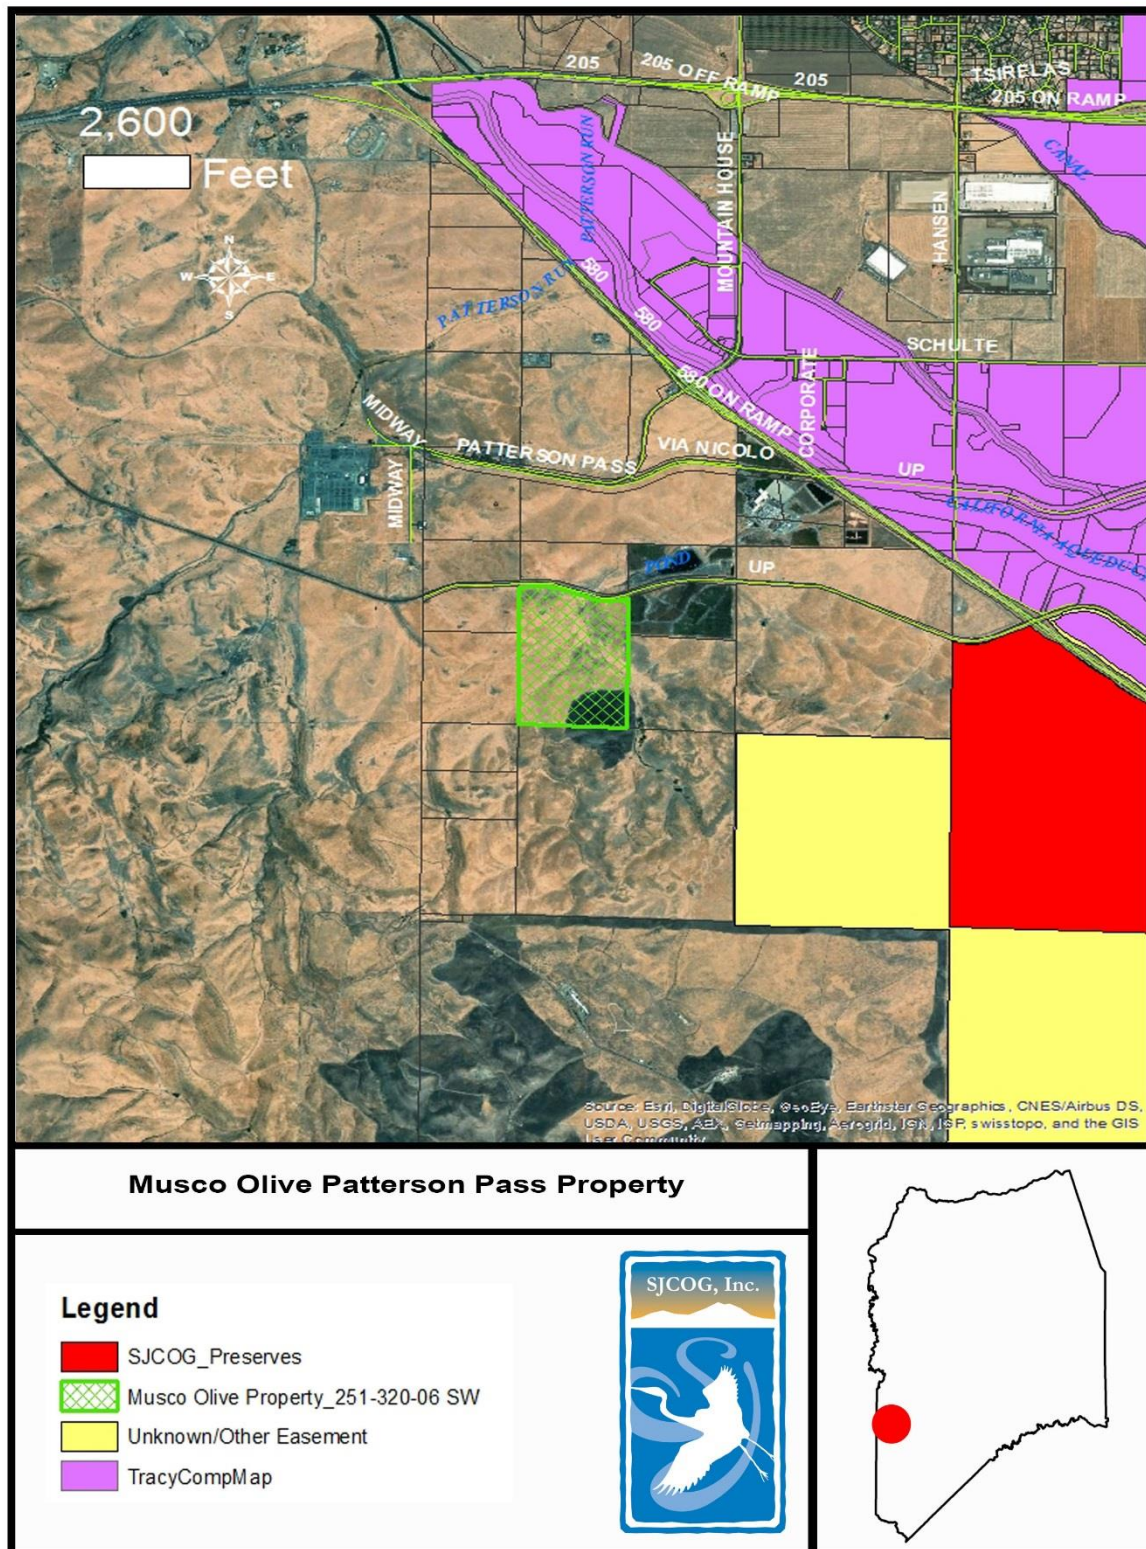 205
205 OFF RAMP
205
TSIRELAS
205 ON RAMP
2,600
Feet
CANAL
PATTERSON RUN
MOUNTAIN HOUSE
HANSEN
N
W
E
S
PATTERSON RUN
580
580
SCHULTE
580 ON RAMP
CORPORATE
MIDWAY
PATTERSON PASS
VIA NICOLO
UP
MIDWAY
CALIFORNIA AQUEDUCT
POND
UP
Source: Esri, DigitalGlobe, GeoEye, Earthstar Geographics, CNES/Airbus DS,
USDA, USGS, AEX, Getmapping, Aerogrid, IGN, IGP, swisstopo, and the GIS
User Community
Musco Olive Patterson Pass Property
Legend
SJCOG_Preserves
Musco Olive Property_251-320-06 SW
Unknown/Other Easement
TracyCompMap
SJCOG, Inc.